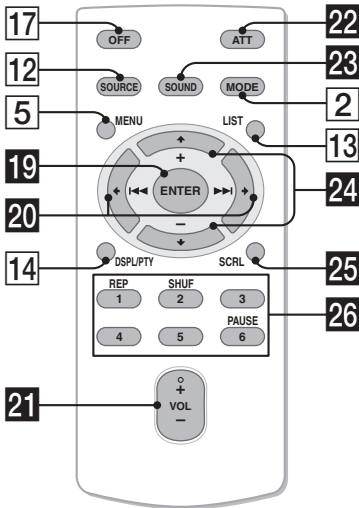 17 22
OFF ATT
12 23
SOURCE SOUND MODE
5 2
MENU LIST
13
+
19 ENTER 24
20
−
14 DSPL/PTY SCRL 25
REP SHUF
1 2 3
PAUSE 26
4 5 6
+
21 VOL
−